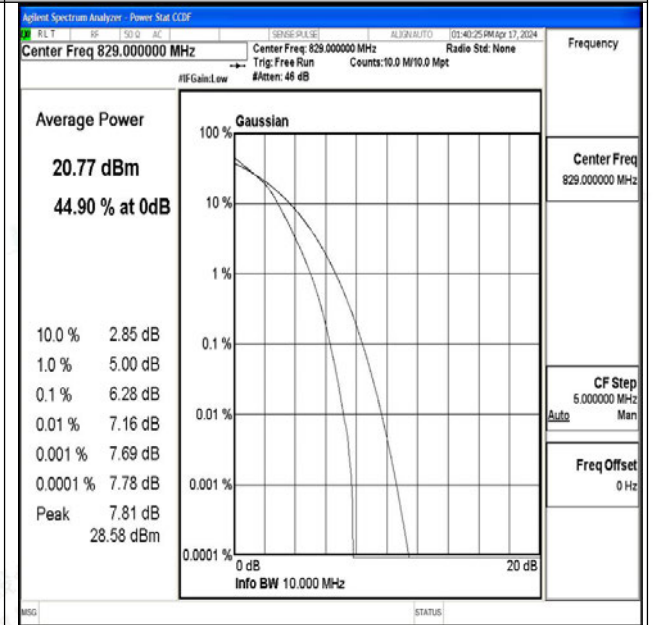 Agilent Spectrum Analyzer - Power Stat CCDF
RLT RF 50 Ω AC SENSE:PULSE ALIGNAUTO 01:40:25 PM Apr 17, 2024
Center Freq 829.000000 MHz
Center Freq: 829.000000 MHz Radio Std: None
Trig: Free Run Counts:10.0 M/10.0 Mpt
#IFGain:Low #Atten: 46 dB
Frequency
Average Power
20.77 dBm
44.90 % at 0dB
10.0 % 2.85 dB
1.0 % 5.00 dB
0.1 % 6.28 dB
0.01 % 7.16 dB
0.001 % 7.69 dB
0.0001 % 7.78 dB
Peak 7.81 dB
28.58 dBm
Gaussian
100 %
10 %
1 %
0.1 %
0.01 %
0.001 %
0.0001 %
0 dB 20 dB
Info BW 10.000 MHz
Center Freq
829.000000 MHz
CF Step
5.000000 MHz
Auto Man
Freq Offset
0 Hz
MSG STATUS